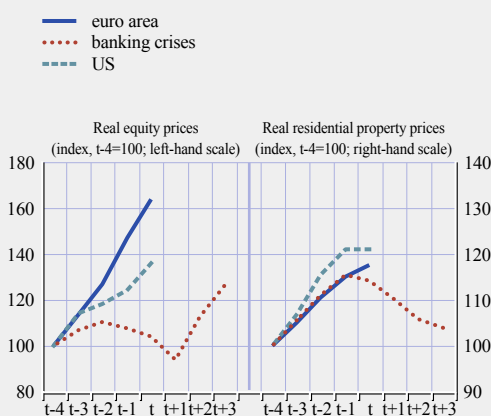 euro area
banking crises
US
Real equity prices
(index, t-4=100; left-hand scale)
Real residential property prices
(index, t-4=100; right-hand scale)
180
160
140
120
100
80
140
130
120
110
100
90
t-4 t-3 t-2 t-1 t t+1 t+2 t+3
t-4 t-3 t-2 t-1 t t+1 t+2 t+3